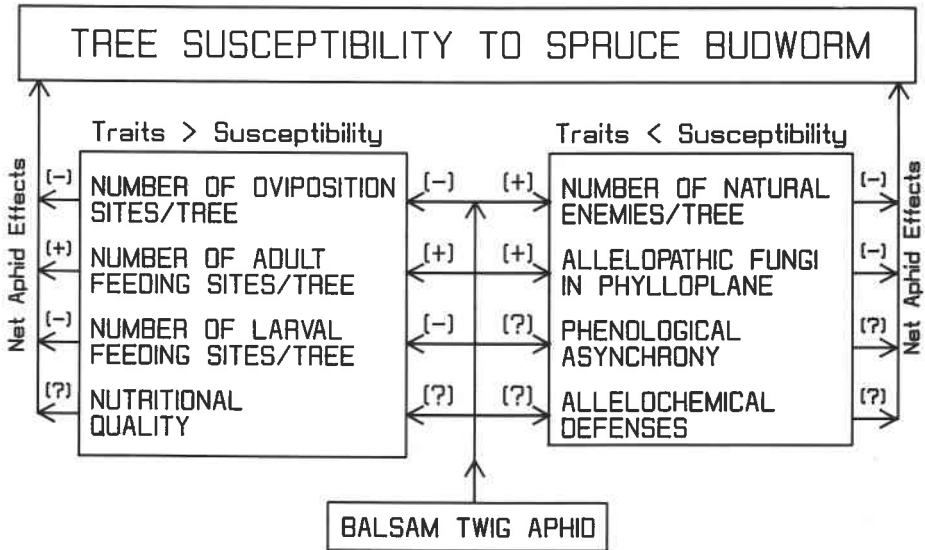 TREE SUSCEPTIBILITY TO SPRUCE BUDWORM
Traits > Susceptibility
Net Aphid Effects
(-) NUMBER OF OVIPOSITION (-)
SITES/TREE
(+) NUMBER OF ADULT (+)
FEEDING SITES/TREE
(-) NUMBER OF LARVAL (-)
FEEDING SITES/TREE
(?) NUTRITIONAL (?)
QUALITY
Traits < Susceptibility
(+) NUMBER OF NATURAL (-)
ENEMIES/TREE
(+) ALLELOPATHIC FUNGI (-)
IN PHYLLOPLANE
(?) PHENOLOGICAL (?)
ASYNCHRONY
(?) ALLELOCHEMICAL (?)
DEFENSES
Net Aphid Effects
BALSAM TWIG APHID